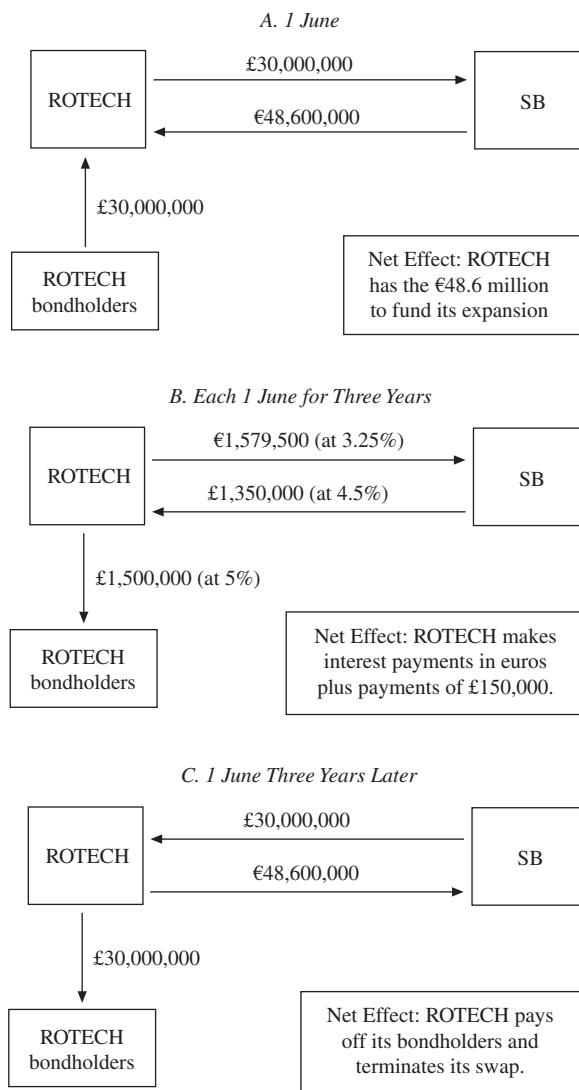 A. 1 June
£30,000,000
ROTECH
SB
€48,600,000
£30,000,000
ROTECH
bondholders
Net Effect: ROTECH
has the €48.6 million
to fund its expansion
B. Each 1 June for Three Years
€1,579,500 (at 3.25%)
ROTECH
SB
£1,350,000 (at 4.5%)
£1,500,000 (at 5%)
ROTECH
bondholders
Net Effect: ROTECH makes
interest payments in euros
plus payments of £150,000.
C. 1 June Three Years Later
£30,000,000
ROTECH
SB
€48,600,000
£30,000,000
ROTECH
bondholders
Net Effect: ROTECH pays
off its bondholders and
terminates its swap.